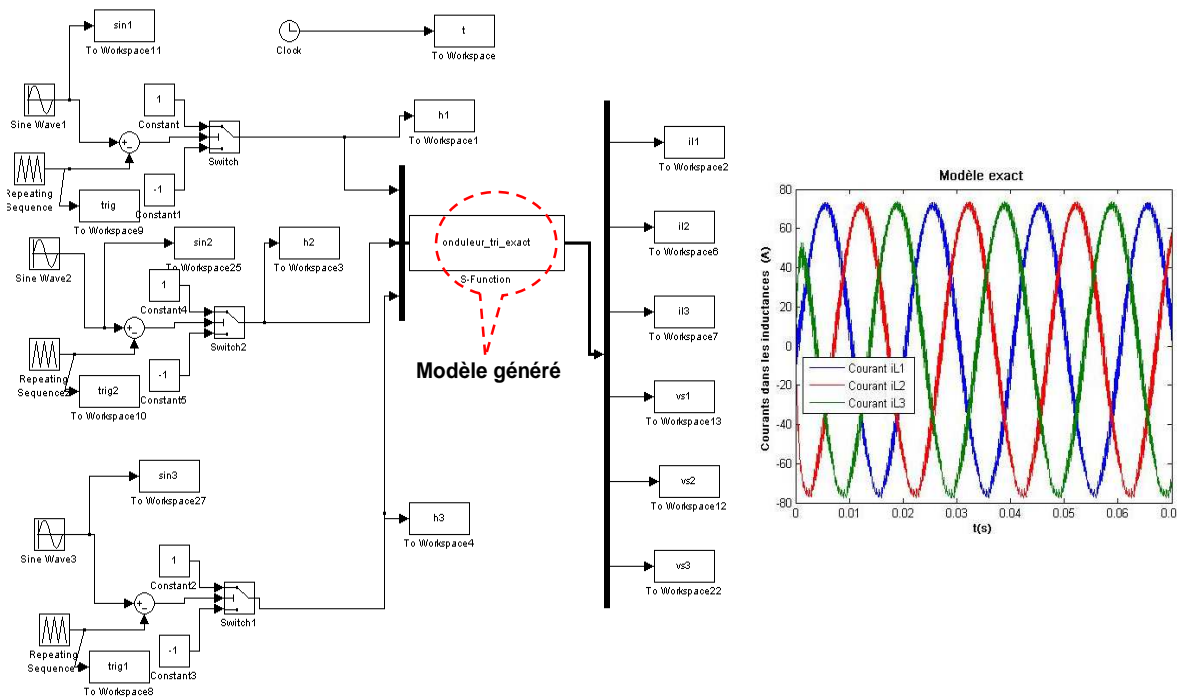 sin1
To Workspace11
Clock
t
To Workspace
Sine Wave1
1
Constant
+-
Switch
h1
To Workspace1
Repeating
Sequence
trig
To Workspace9
-1
Constant1
sin2
To Workspace25
h2
To Workspace3
Sine Wave2
1
Constant4
+-
Switch2
Repeating
Sequence2
trig2
To Workspace10
-1
Constant5
onduleur_tri_exact
S-Function
Modèle généré
sin3
To Workspace27
h3
To Workspace4
Sine Wave3
1
Constant2
+-
Switch1
Repeating
Sequence
trig1
To Workspace8
-1
Constant3
il1
To Workspace2
il2
To Workspace6
il3
To Workspace7
vs1
To Workspace13
vs2
To Workspace12
vs3
To Workspace22
Modèle exact
Courants dans les inductances (A)
80
60
40
20
0
-20
-40
-60
-80
Courant iL1
Courant iL2
Courant iL3
0
0.01
0.02
0.03
0.04
0.05
0.06
0.0
t(s)